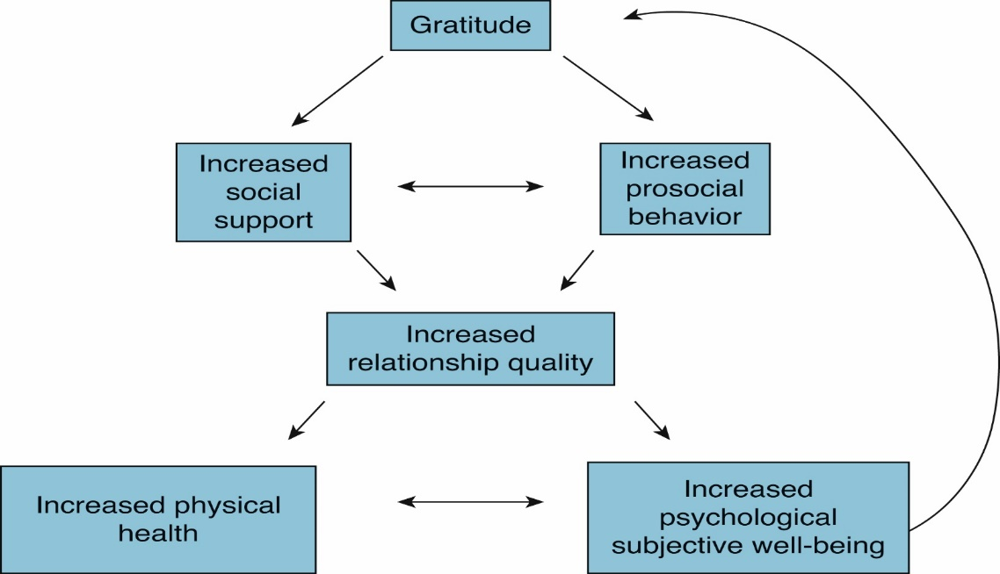 Gratitude
Increased
social
support
Increased
prosocial
behavior
Increased
relationship quality
Increased physical
health
Increased
psychological
subjective well-being